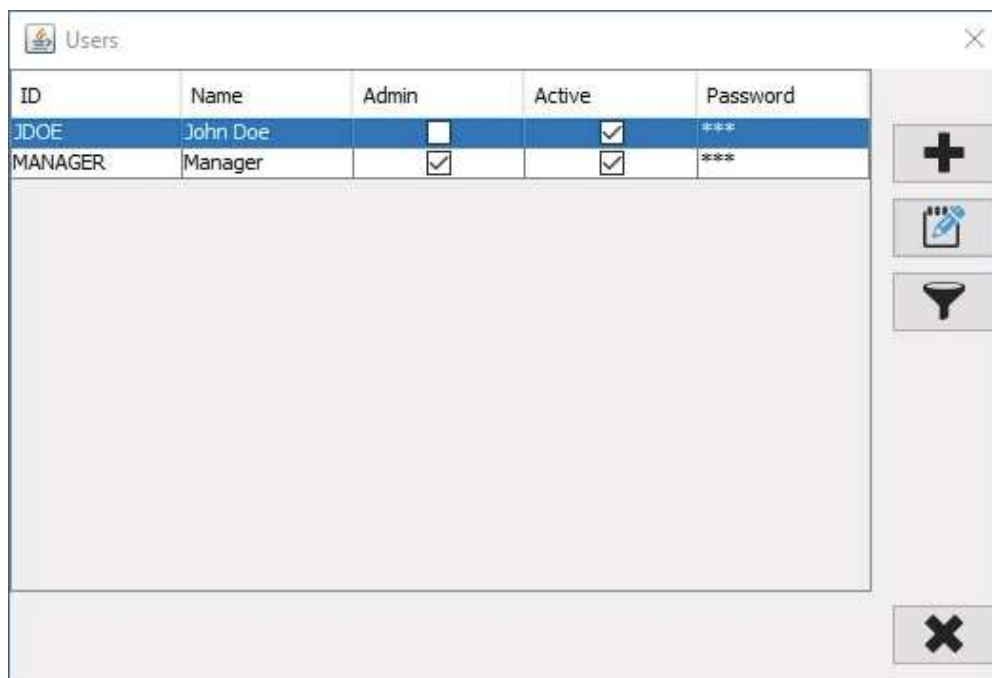 Users
ID Name Admin Active Password
JDOE John Doe ***
MANAGER Manager ***